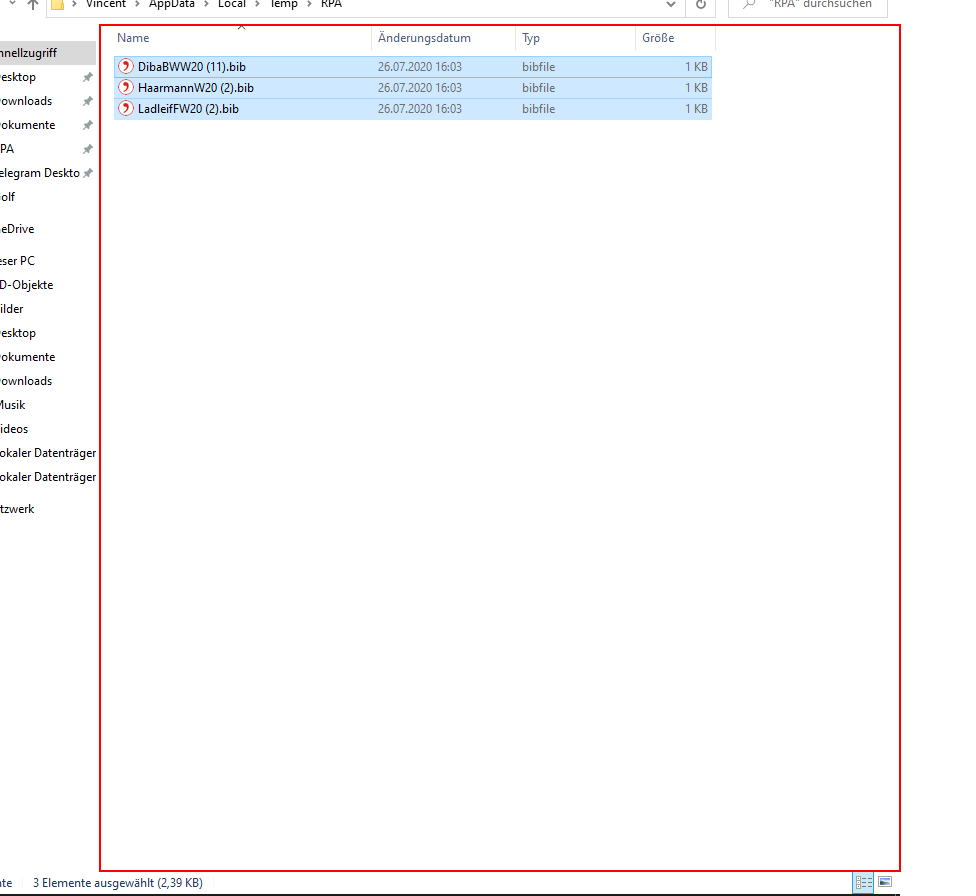 Vincent > AppData > Local > Temp > RPA
"RPA" durchsuchen
Name Änderungsdatum Typ Größe
nnellzugriff
esktop
ownloads
okumente
PA
elegram Deskto
olf
eDrive
eser PC
D-Objekte
ilder
esktop
okumente
ownloads
Musik
ideos
okaler Datenträger
okaler Datenträger
tzwerk
DibaBWW20 (11).bib 26.07.2020 16:03 bibfile 1 KB
HaarmannW20 (2).bib 26.07.2020 16:03 bibfile 1 KB
LadleifFW20 (2).bib 26.07.2020 16:03 bibfile 1 KB
nte 3 Elemente ausgewählt (2,39 KB)